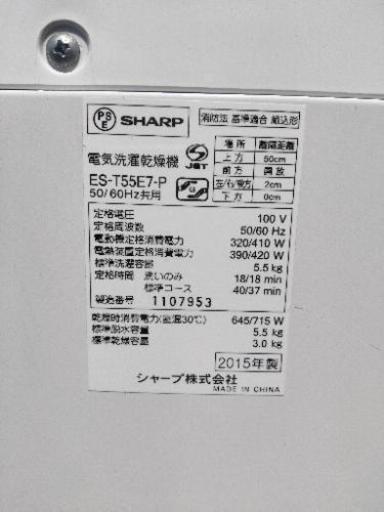 PSE SHARP
消防法 基準適合 組込形
場所 離隔距離
上方 50cm
前方 開放
左/右/後方 2cm
下方 0cm
電気洗濯乾燥機 JET
ES-T55E7-P
50/60Hz共用
定格電圧 100 V
定格周波数 50/60 Hz
電動機定格消費電力 320/410 W
電熱装置定格消費電力 390/420 W
標準洗濯容量 5.5 kg
定格時間 洗いのみ 18/18 min
標準コース 40/37 min
製造番号 1107953
乾燥時消費電力(室温30℃) 645/715 W
標準脱水容量 5.5 kg
標準乾燥容量 3.0 kg
2015年製
シャープ株式会社
MADE IN CHINA